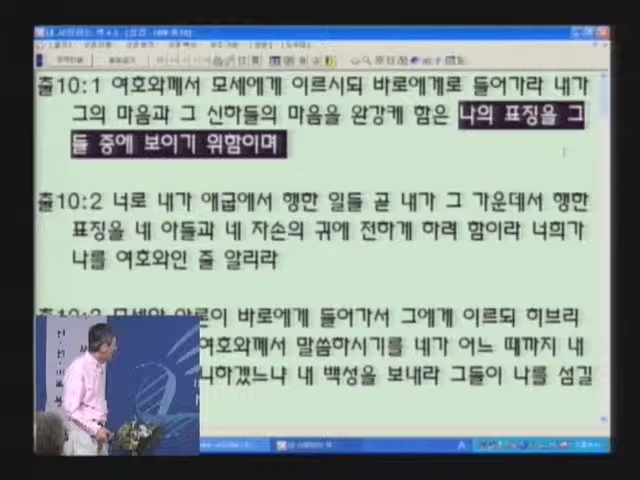 출10:1 여호와께서 모세에게 이르시되 바로에게로 들어가라 내가
그의 마음과 그 신하들의 마음을 완강케 함은 나의 표징을 그
들 중에 보이기 위함이며
출10:2 너로 내가 애굽에서 행한 일들 곧 내가 그 가운데서 행한
표징을 네 아들과 네 자손의 귀에 전하게 하려 함이라 너희가
나를 여호와인 줄 알리라
출10:3 모세와 아론이 바로에게 들어가서 그에게 이르되 히브리
여호와께서 말씀하시기를 네가 어느 때까지 내
하겠느냐 내 백성을 보내라 그들이 나를 섬길